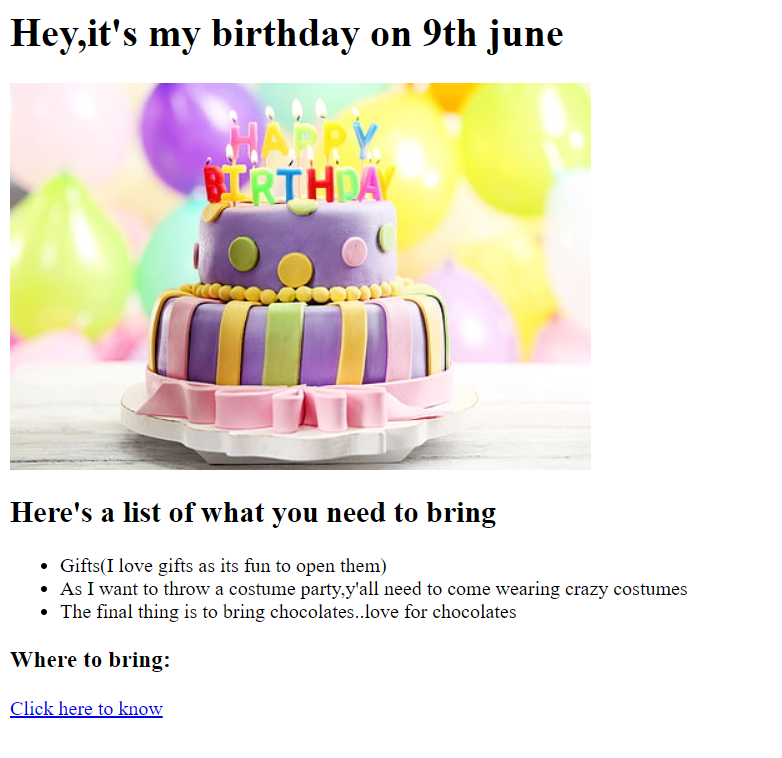 Hey,it's my birthday on 9th june
HAPPY
BIRTHDAY
Here's a list of what you need to bring
Gifts(I love gifts as its fun to open them)
As I want to throw a costume party,y'all need to come wearing crazy costumes
The final thing is to bring chocolates..love for chocolates
Where to bring:
Click here to know